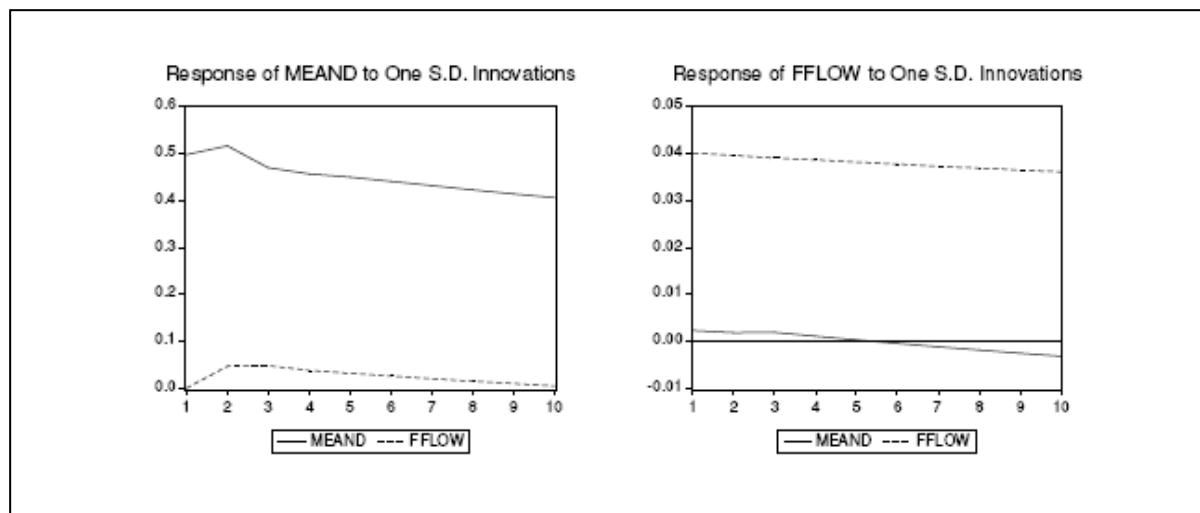 Response of MEAND to One S.D. Innovations
0.6
0.5
0.4
0.3
0.2
0.1
0.0
1 2 3 4 5 6 7 8 9 10
MEAND FFLOW
Response of FFLOW to One S.D. Innovations
0.05
0.04
0.03
0.02
0.01
0.00
-0.01
1 2 3 4 5 6 7 8 9 10
MEAND FFLOW